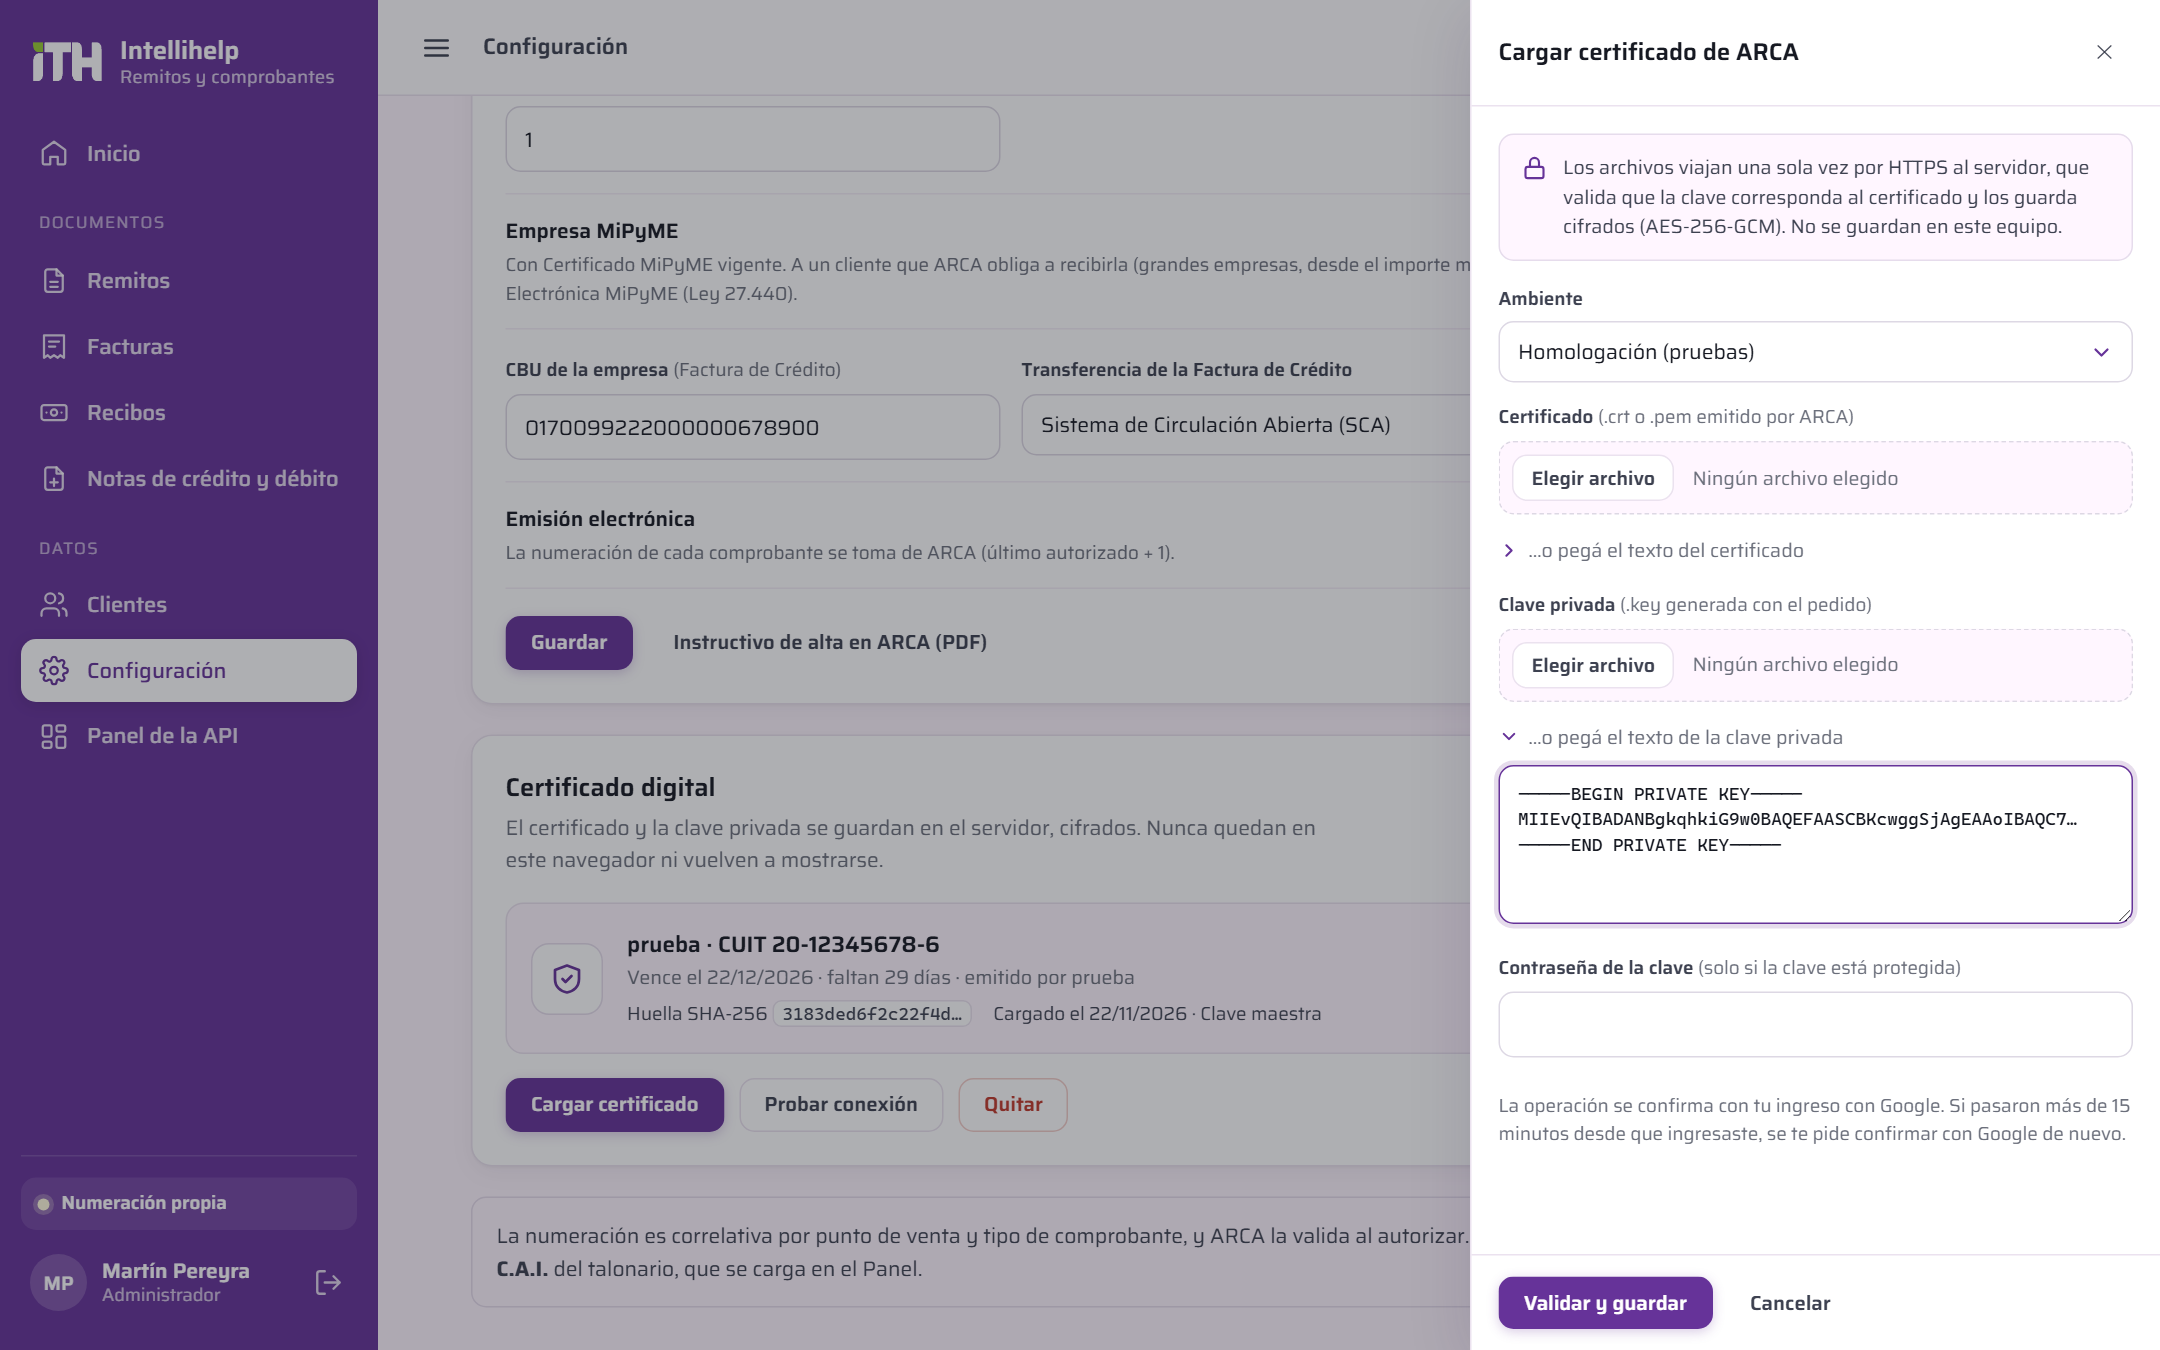 iTH
Intellihelp
Remitos y comprobantes
Inicio
DOCUMENTOS
Remitos
Facturas
Recibos
Notas de crédito y débito
DATOS
Clientes
Configuración
Panel de la API
Numeración propia
MP
Martín Pereyra
Administrador
Configuración
1
Empresa MiPyME
Con Certificado MiPyME vigente. A un cliente que ARCA obliga a recibirla (grandes empresas, desde el importe m
Electrónica MiPyME (Ley 27.440).
CBU de la empresa (Factura de Crédito)
Transferencia de la Factura de Crédito
0170099222000000678900
Sistema de Circulación Abierta (SCA)
Emisión electrónica
La numeración de cada comprobante se toma de ARCA (último autorizado + 1).
Guardar
Instructivo de alta en ARCA (PDF)
Certificado digital
El certificado y la clave privada se guardan en el servidor, cifrados. Nunca quedan en
este navegador ni vuelven a mostrarse.
prueba · CUIT 20-12345678-6
Vence el 22/12/2026 · faltan 29 días · emitido por prueba
Huella SHA-256 3183ded6f2c22f4d… Cargado el 22/11/2026 · Clave maestra
Cargar certificado
Probar conexión
Quitar
La numeración es correlativa por punto de venta y tipo de comprobante, y ARCA la valida al autorizar.
C.A.I. del talonario, que se carga en el Panel.
Cargar certificado de ARCA
Los archivos viajan una sola vez por HTTPS al servidor, que
valida que la clave corresponda al certificado y los guarda
cifrados (AES-256-GCM). No se guardan en este equipo.
Ambiente
Homologación (pruebas)
Certificado (.crt o .pem emitido por ARCA)
Elegir archivo
Ningún archivo elegido
…o pegá el texto del certificado
Clave privada (.key generada con el pedido)
Elegir archivo
Ningún archivo elegido
…o pegá el texto de la clave privada
-----BEGIN PRIVATE KEY-----
MIIEvQIBADANBgkqhkiG9w0BAQEFAASCBKcwggSjAgEAAoIBAQC7…
-----END PRIVATE KEY-----
Contraseña de la clave (solo si la clave está protegida)
La operación se confirma con tu ingreso con Google. Si pasaron más de 15
minutos desde que ingresaste, se te pide confirmar con Google de nuevo.
Validar y guardar
Cancelar